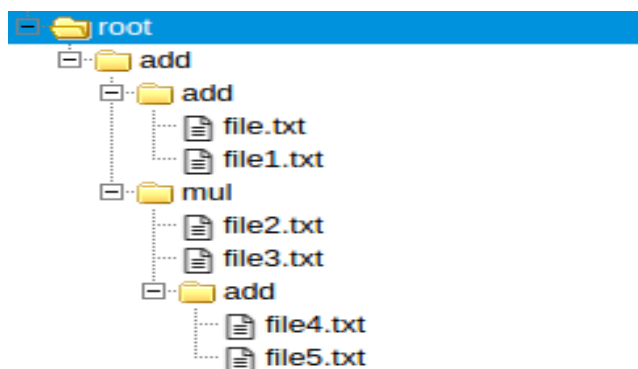 root
add
add
file.txt
file1.txt
mul
file2.txt
file3.txt
add
file4.txt
file5.txt